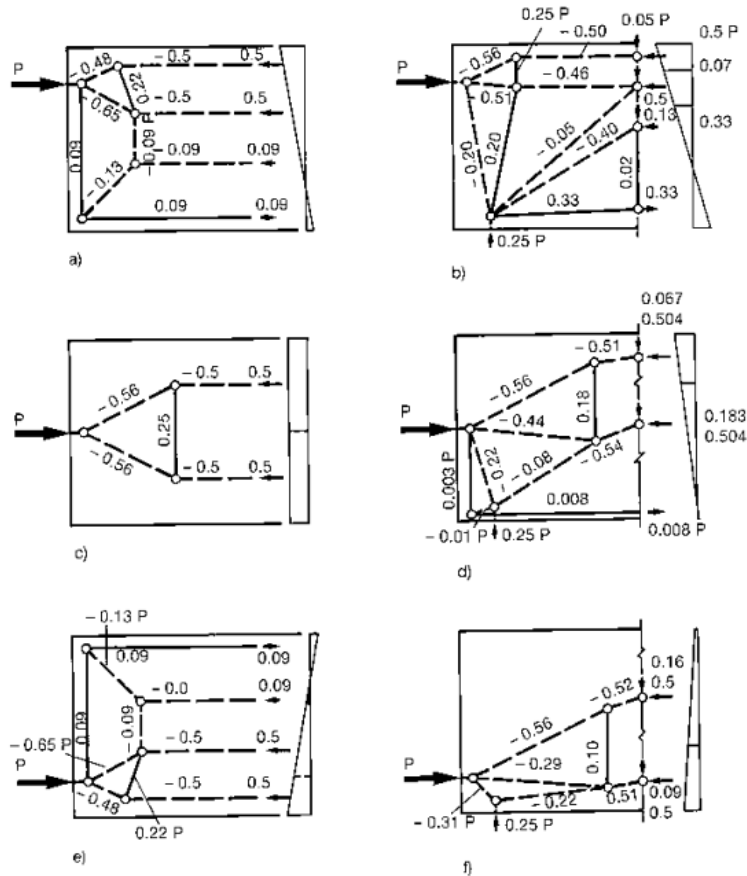 P
- 0.48
- 0.5
0.5
0.22
- 0.65
- 0.5
0.5
- 0.09 P
0.09
- 0.13
- 0.09
0.09
0.09
0.09
a)
0.25 P
0.05 P
0.5 P
P
- 0.56
- 0.50
0.07
- 0.51
- 0.46
0.5
0.13
0.33
- 0.20
0.20
- 0.05
- 0.40
0.02
0.33
0.33
0.25 P
b)
P
- 0.56
- 0.5
0.5
0.25
- 0.56
- 0.5
0.5
c)
0.067
0.504
P
- 0.51
- 0.56
0.18
- 0.44
0.183
0.504
- 0.54
0.22
- 0.08
0.003 P
0.008
- 0.01 P
0.25 P
0.008 P
d)
- 0.13 P
0.09
0.09
- 0.0
0.09
0.09
- 0.09
- 0.65 P
- 0.5
0.5
P
- 0.5
0.5
- 0.48
0.22 P
e)
0.16
0.5
- 0.52
- 0.56
P
- 0.29
0.10
- 0.22
0.51
0.09
0.5
- 0.31 P
0.25 P
f)